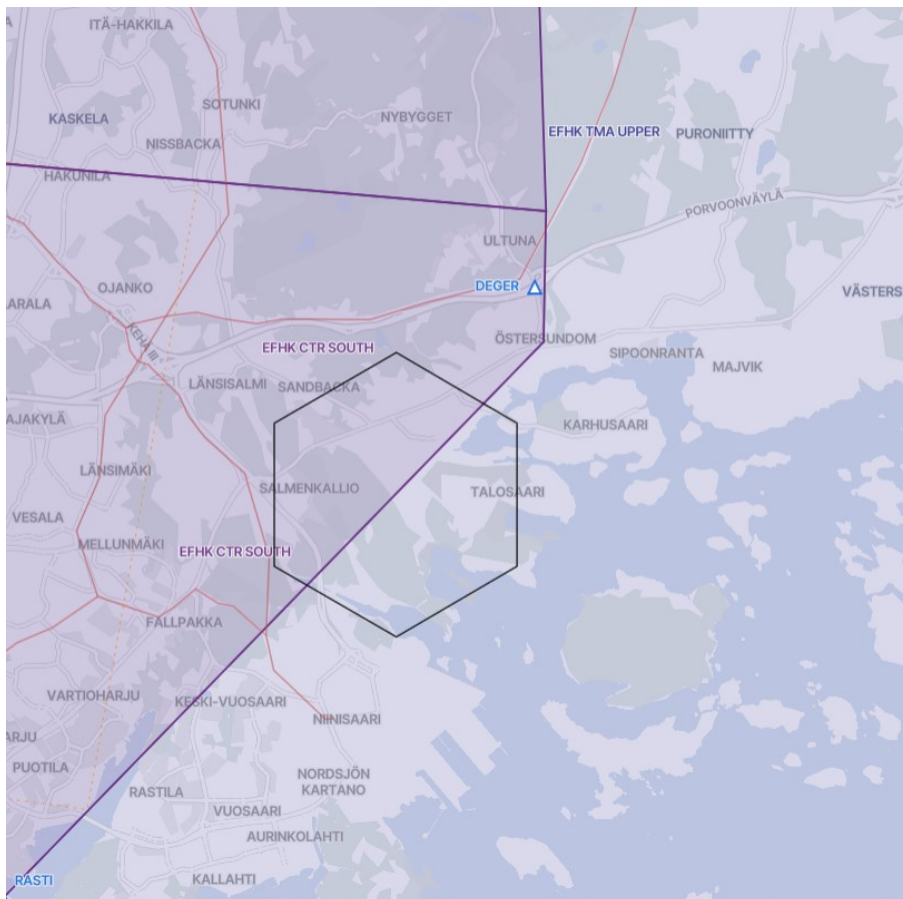 ITÄ-HAKKILA
SOTUNKI
KASKELA
NYBYGGET
NISSBACKA
EFHK TMA UPPER
PURONIITTY
HAKUNILA
PORVOONVÄYLÄ
ULTUNA
OJANKO
DEGER
ARALA
VÄSTERS
KEHÄ III
EFHK CTR SOUTH
ÖSTERSUNDOM
SIPOONRANTA
MAJVIK
LÄNSISALMI
SANDBACKA
AJAKYLÄ
KARHUSAARI
LÄNSIMÄKI
SALMENKALLIO
TALOSAARI
VESALA
MELLUNMÄKI
EFHK CTR SOUTH
FALLPAKKA
VARTIOHARJU
KESKI-VUOSAARI
NIINISAARI
ARJU
PUOTILA
NORDSJÖN
KARTANO
RASTILA
VUOSAARI
AURINKOLAHTI
RASTI
KALLAHTI